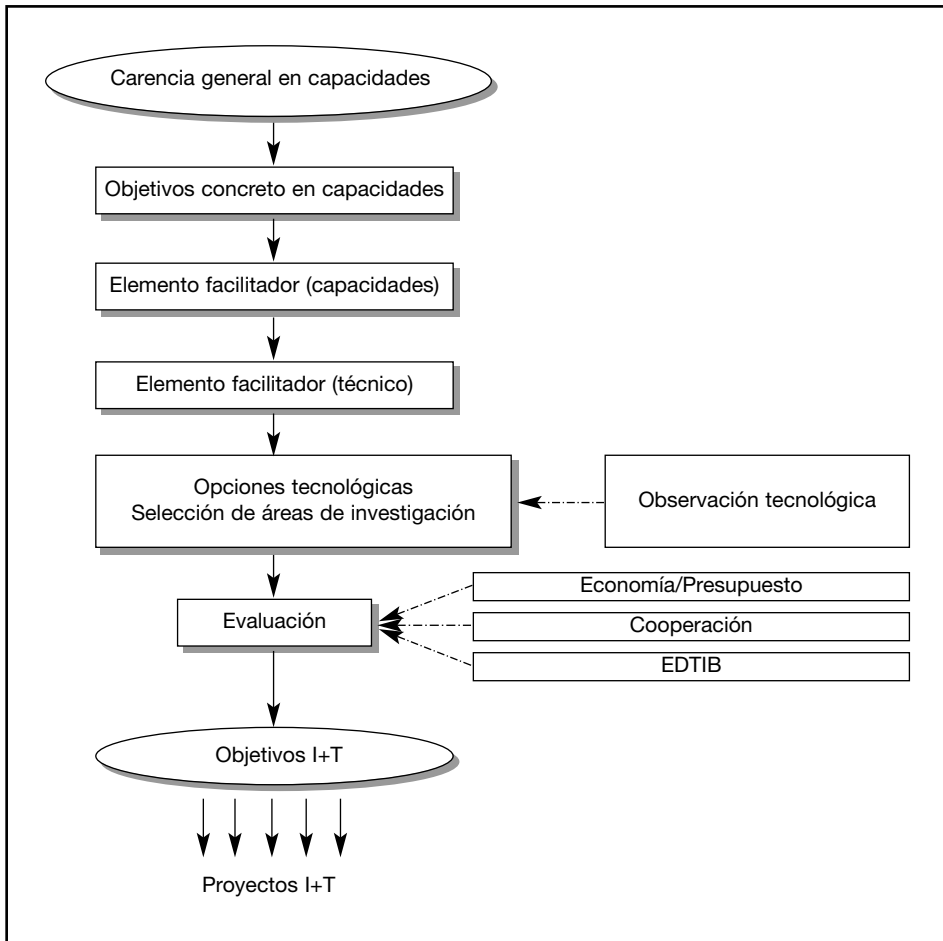 Carencia general en capacidades
Objetivos concreto en capacidades
Elemento facilitador (capacidades)
Elemento facilitador (técnico)
Opciones tecnológicas
Selección de áreas de investigación
Observación tecnológica
Economía/Presupuesto
Evaluación
Cooperación
EDTIB
Objetivos I+T
Proyectos I+T